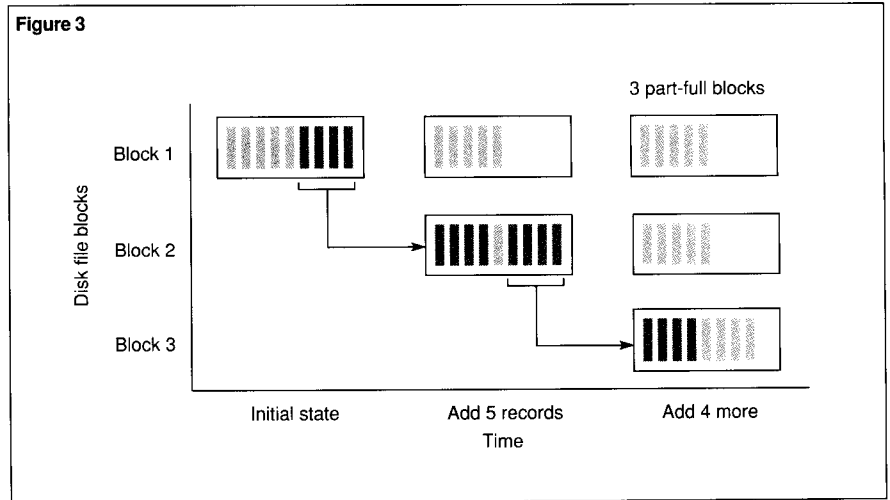 Figure 3
3 part-full blocks
Block 1
Block 2
Block 3
Disk file blocks
Initial state
Add 5 records
Add 4 more
Time